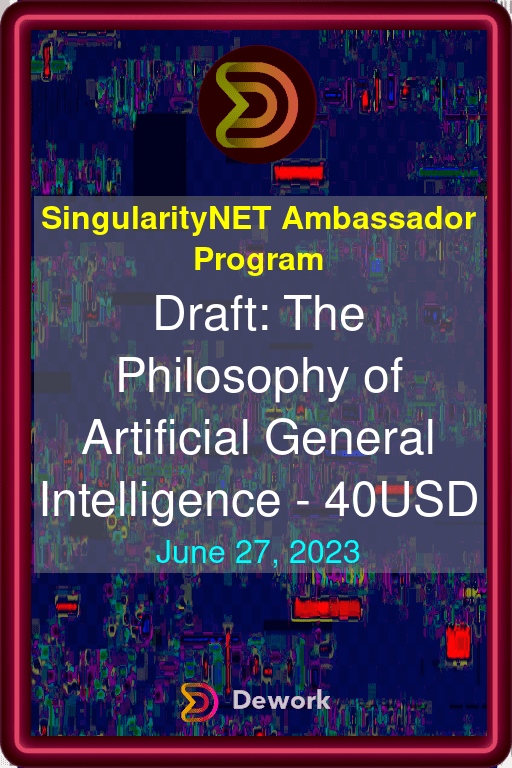 SingularityNET Ambassador
Program
Draft: The
Philosophy of
Artificial General
Intelligence - 40USD
June 27, 2023
Dework